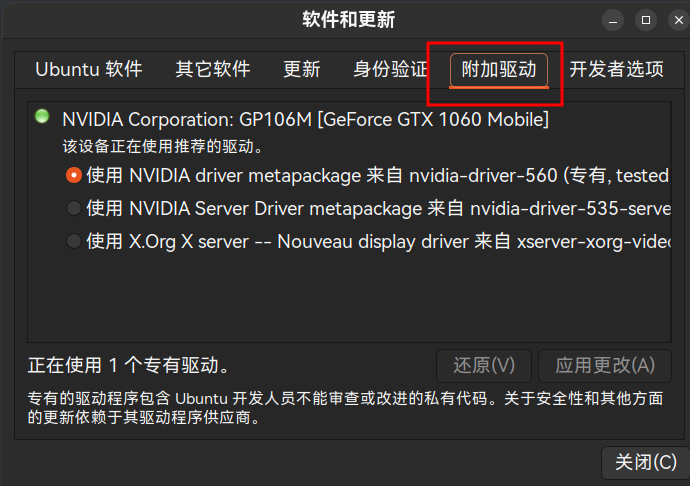 软件和更新
Ubuntu 软件 其它软件 更新 身份验证 附加驱动 开发者选项
NVIDIA Corporation: GP106M [GeForce GTX 1060 Mobile]
该设备正在使用推荐的驱动。
使用 NVIDIA driver metapackage 来自 nvidia-driver-560 (专有, tested
使用 NVIDIA Server Driver metapackage 来自 nvidia-driver-535-serve
使用 X.Org X server -- Nouveau display driver 来自 xserver-xorg-video
正在使用 1 个专有驱动。 还原(V) 应用更改(A)
专有的驱动程序包含 Ubuntu 开发人员不能审查或改进的私有代码。关于安全性和其他方面
的更新依赖于其驱动程序供应商。
关闭(C)